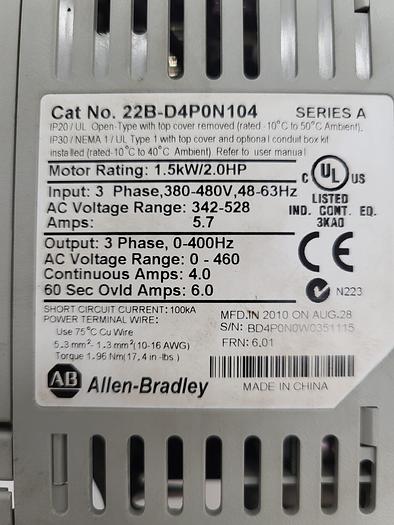 Cat No. 22B-D4P0N104 SERIES A
IP20 / UL Open-Type with top cover removed (rated -10°C to 50°C Ambient).
IP30 / NEMA 1 / UL Type 1 with top cover and optional conduit box kit
installed (rated-10°C to 40°C Ambient) Refer to user manual
Motor Rating: 1.5kW/2.0HP
Input: 3 Phase,380-480V,48-63Hz
AC Voltage Range: 342-528
Amps: 5.7
C UL US
LISTED
IND. CONT. EQ.
3KA0
Output: 3 Phase, 0-400Hz
AC Voltage Range: 0 - 460
Continuous Amps: 4.0
60 Sec Ovld Amps: 6.0
CE
N223
SHORT CIRCUIT CURRENT: 100kA
POWER TERMINAL WIRE:
Use 75°C Cu Wire
5.3 mm²- 1.3 mm²(10-16 AWG)
Torque 1.96 Nm(17.4 in-lbs)
MFD.IN 2010 ON AUG.28
S/N: BD4P0N0W0351115
FRN: 6.01
AB Allen-Bradley
MADE IN CHINA